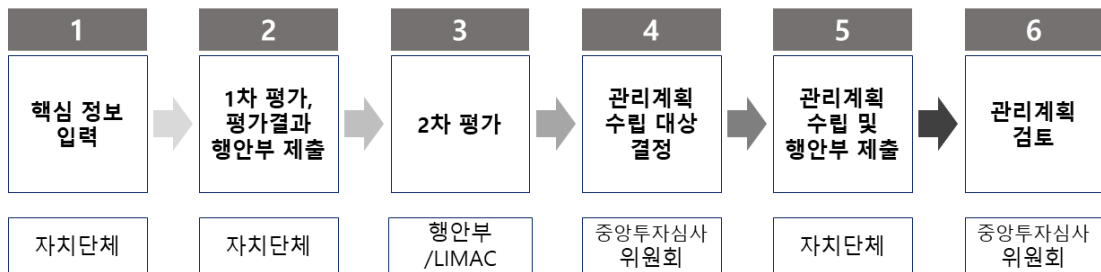 1
2
3
4
5
6
핵심 정보
입력
1차 평가,
평가결과
행안부 제출
2차 평가
관리계획
수립 대상
결정
관리계획
수립 및
행안부 제출
관리계획
검토
자치단체
자치단체
행안부
/LIMAC
중앙투자심사
위원회
자치단체
중앙투자심사
위원회